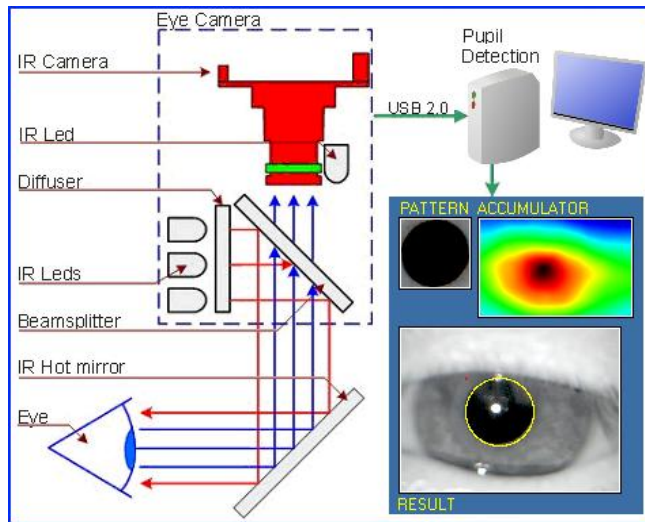 Eye Camera
IR Camera
IR Led
Diffuser
IR Leds
Beamsplitter
IR Hot mirror
Eye
USB 2.0
Pupil
Detection
PATTERN ACCUMULATOR
RESULT